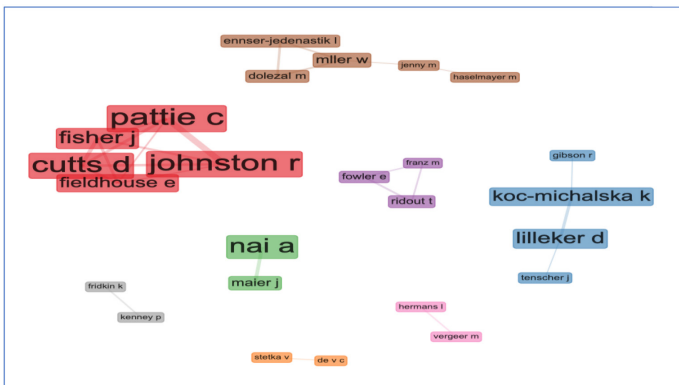 ennser-jedenastik l
mller w
dolezal m
jenny m
haselmayer m
pattie c
fisher j
cutts d
johnston r
fieldhouse e
franz m
fowler e
ridout t
gibson r
koc-michalska k
lilleker d
tenscher j
nai a
maier j
fridkin k
kenney p
hermans l
vergeer m
stetka v
de v c